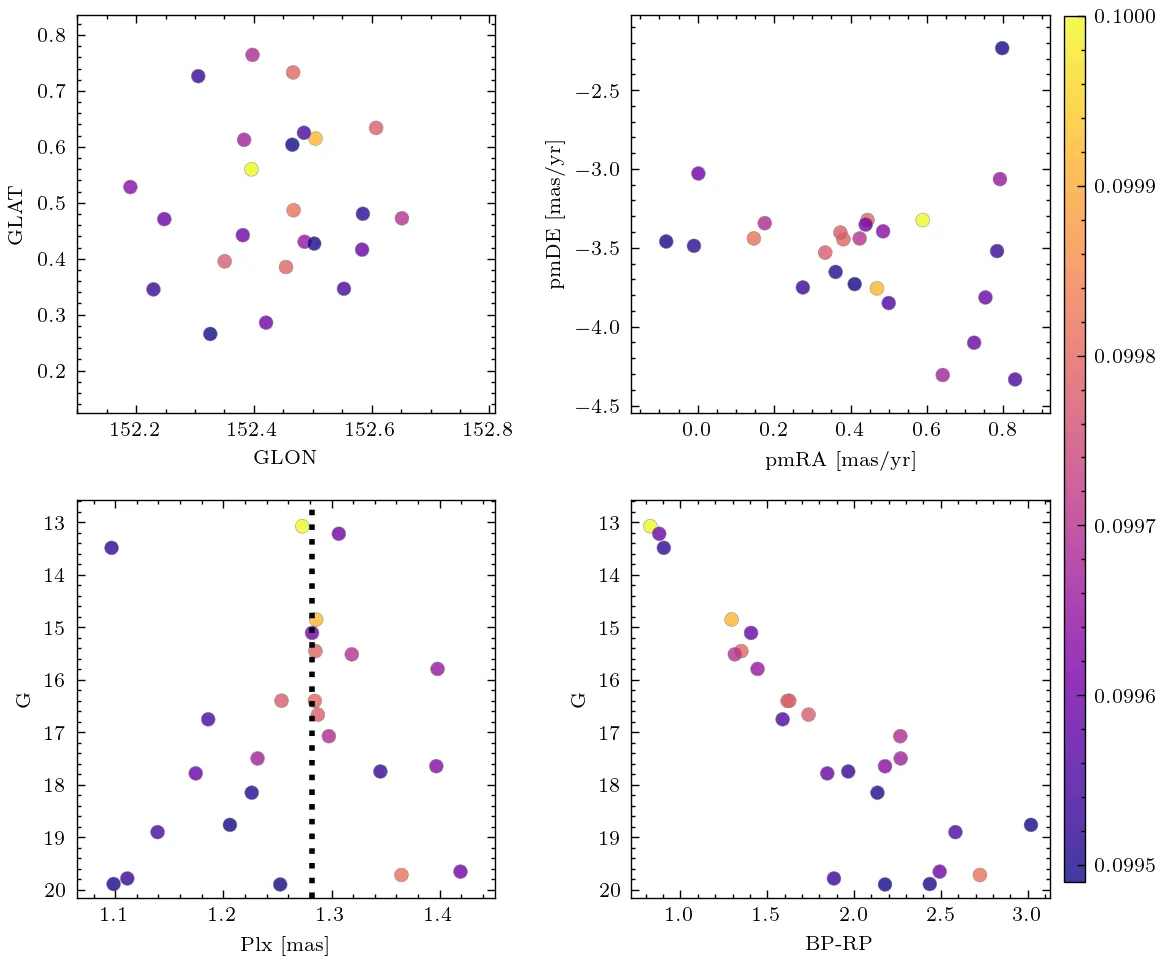 0.8
0.7
0.6
0.5
0.4
0.3
0.2
GLAT
152.2 152.4 152.6 152.8
GLON
−2.5
−3.0
−3.5
−4.0
−4.5
pmDE [mas/yr]
0.0 0.2 0.4 0.6 0.8
pmRA [mas/yr]
0.1000
0.0999
0.0998
0.0997
0.0996
0.0995
13
14
15
16
17
18
19
20
G
1.1 1.2 1.3 1.4
Plx [mas]
13
14
15
16
17
18
19
20
G
1.0 1.5 2.0 2.5 3.0
BP-RP